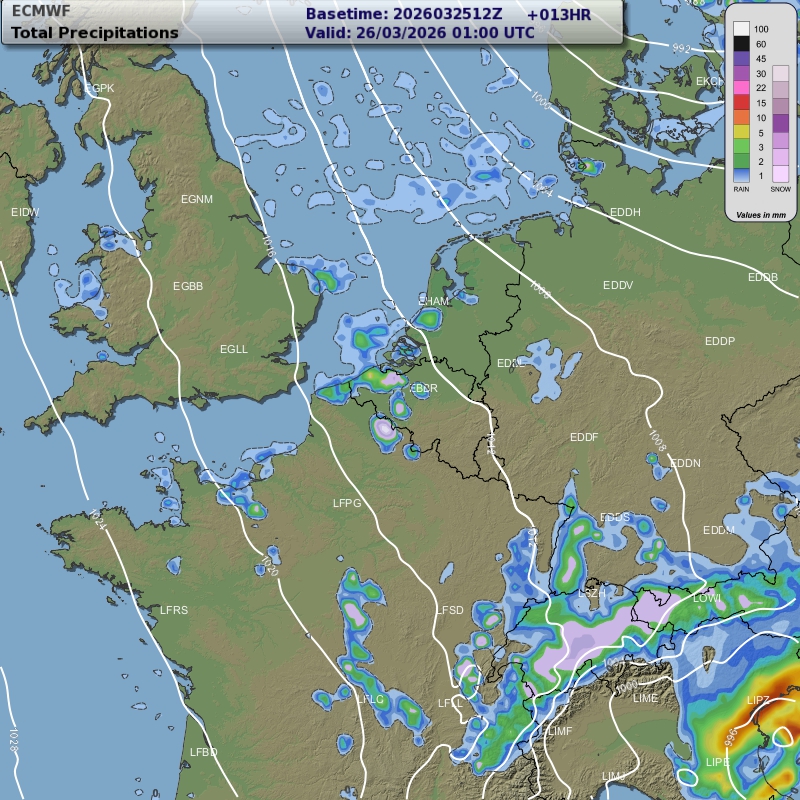 ECMWF
Basetime: 2026032512Z +013HR
Total Precipitations
Valid: 26/03/2026 01:00 UTC
992
100
60
45
30
22
15
10
5
3
2
1
RAIN SNOW
Values in mm
EGPK
1000
1004
EIDW
EGNM
EDDH
1016
EGBB
EHAM
1008
EDDV
EDDB
EGLL
EDDP
EBBR
1012
EDDF
1008
EDDN
LFPG
1024
EDDS
EDDM
1020
LSZH
LOWI
LFRS
LFSD
LFLC
LIME
LIPZ
1028
LIMF
996
LFBD
LIPE
LIMJ